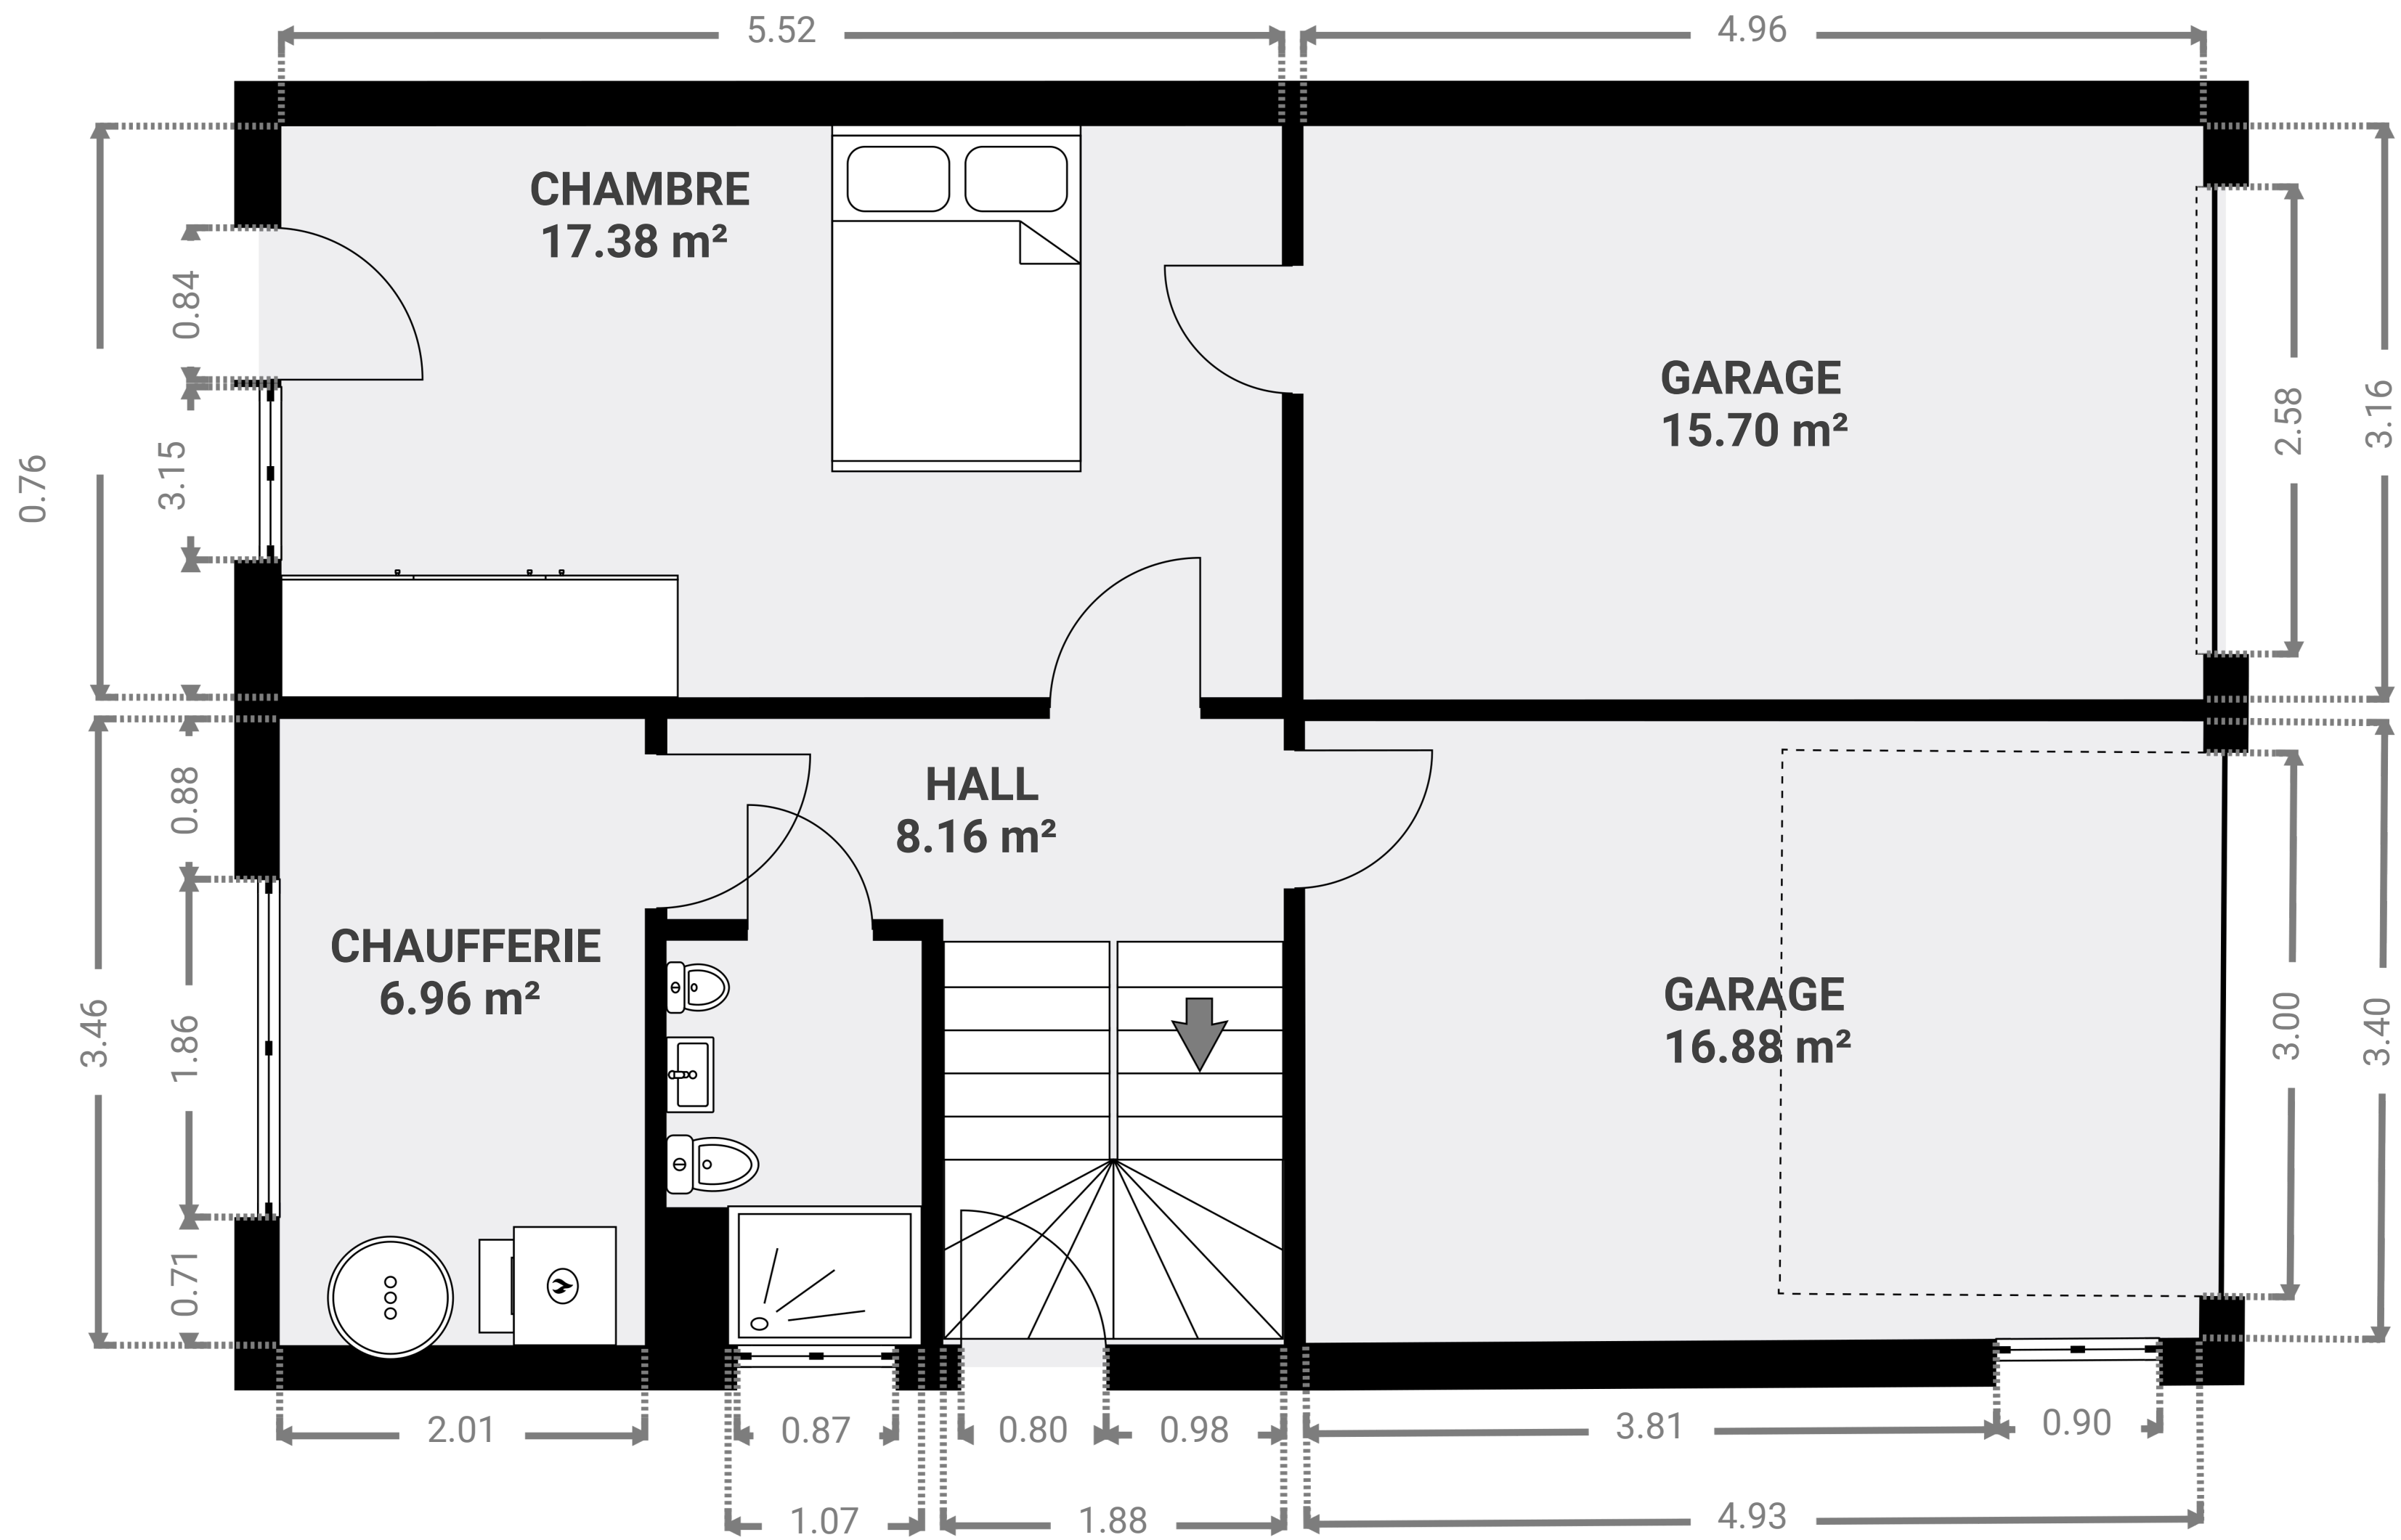 5.52
4.96
CHAMBRE
17.38 m²
0.84
3.15
0.76
GARAGE
15.70 m²
2.58
3.16
HALL
8.16 m²
0.88
CHAUFFERIE
6.96 m²
1.86
3.46
0.71
GARAGE
16.88 m²
3.00
3.40
2.01
0.87
0.80
0.98
3.81
0.90
1.07
1.88
4.93